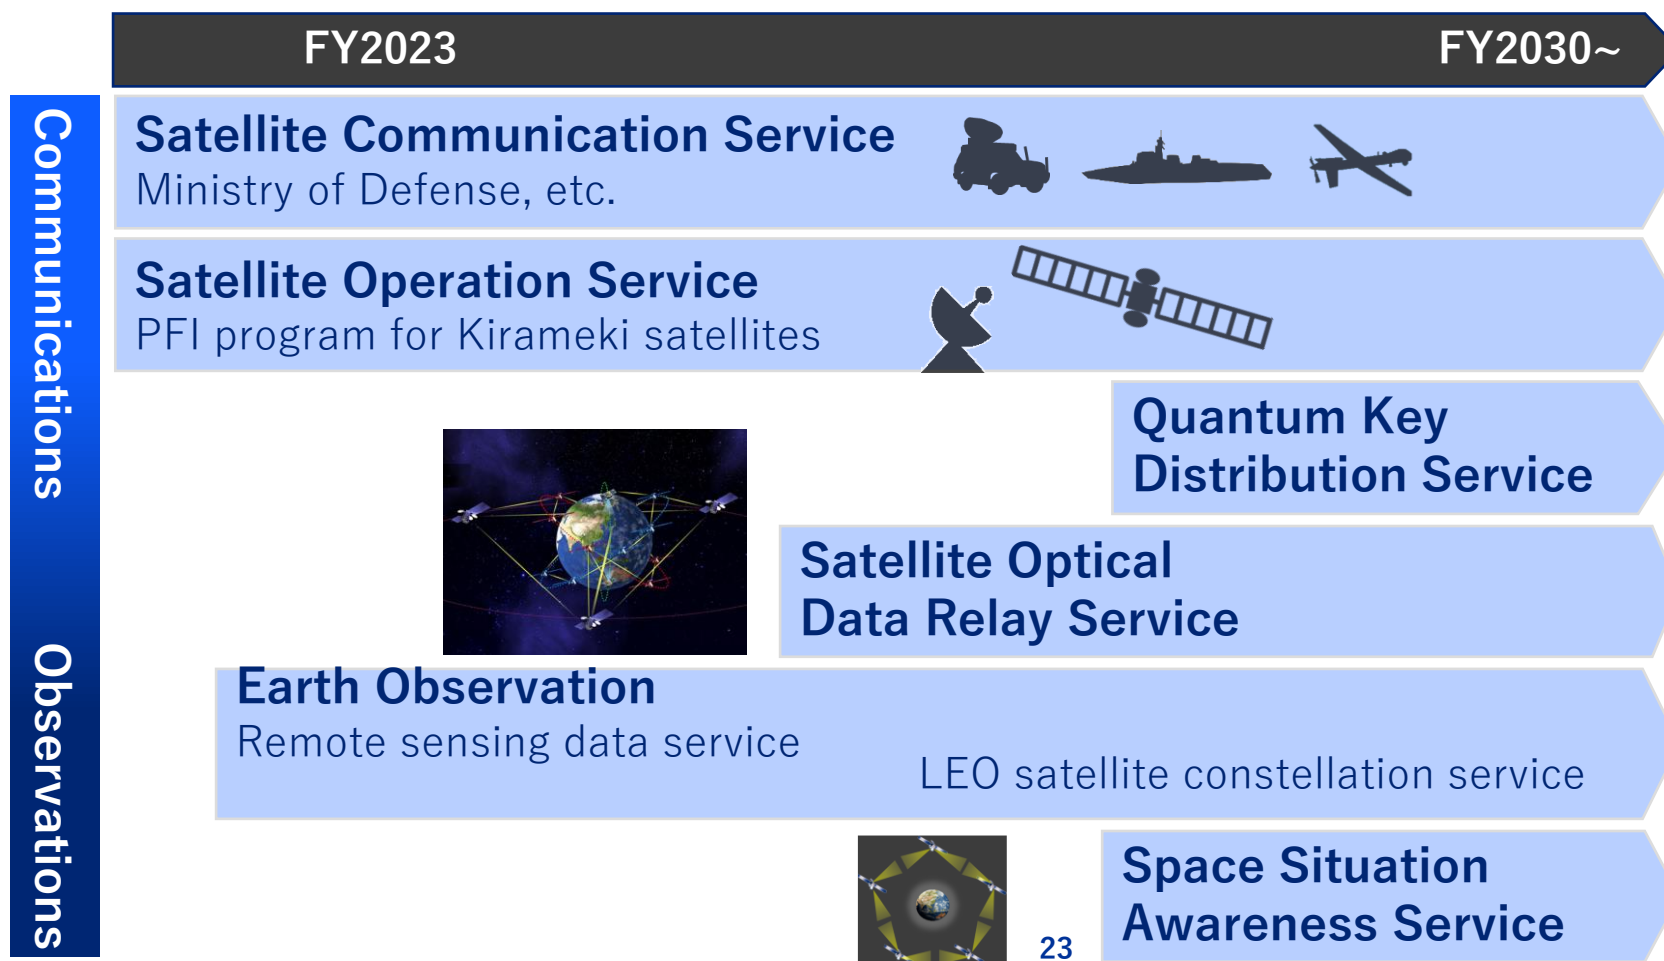 FY2023
FY2030~
Communications
Satellite Communication Service
Ministry of Defense, etc.
Satellite Operation Service
PFI program for Kirameki satellites
Quantum Key
Distribution Service
Satellite Optical
Data Relay Service
Observations
Earth Observation
Remote sensing data service
LEO satellite constellation service
Space Situation
Awareness Service
23